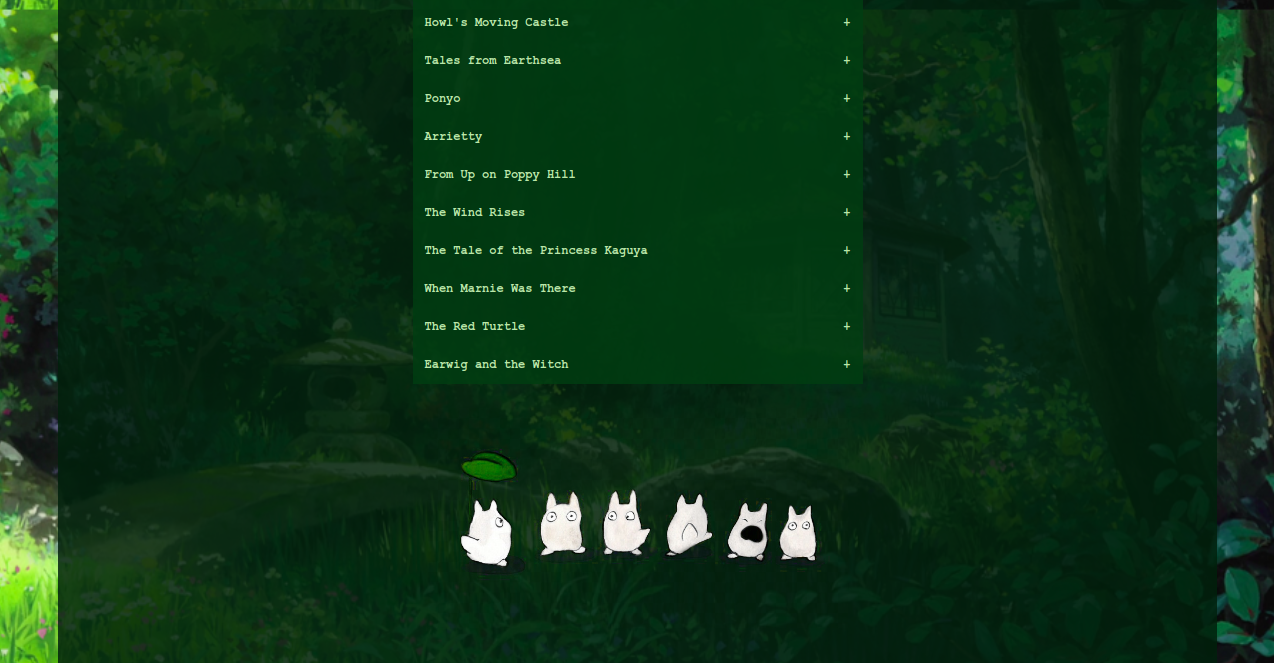 Howl's Moving Castle +
Tales from Earthsea +
Ponyo +
Arrietty +
From Up on Poppy Hill +
The Wind Rises +
The Tale of the Princess Kaguya +
When Marnie Was There +
The Red Turtle +
Earwig and the Witch +